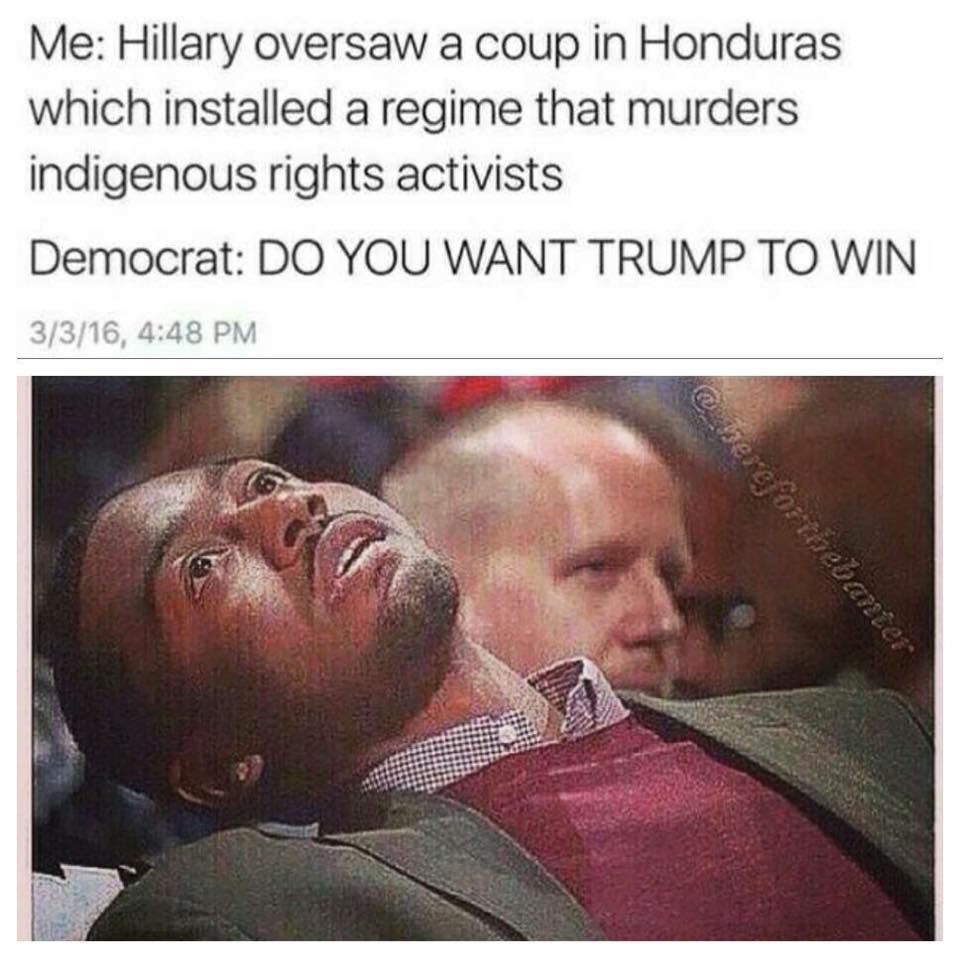 Me: Hillary oversaw a coup in Honduras
which installed a regime that murders
indigenous rights activists
Democrat: DO YOU WANT TRUMP TO WIN
3/3/16, 4:48 PM
@hereforthebanter